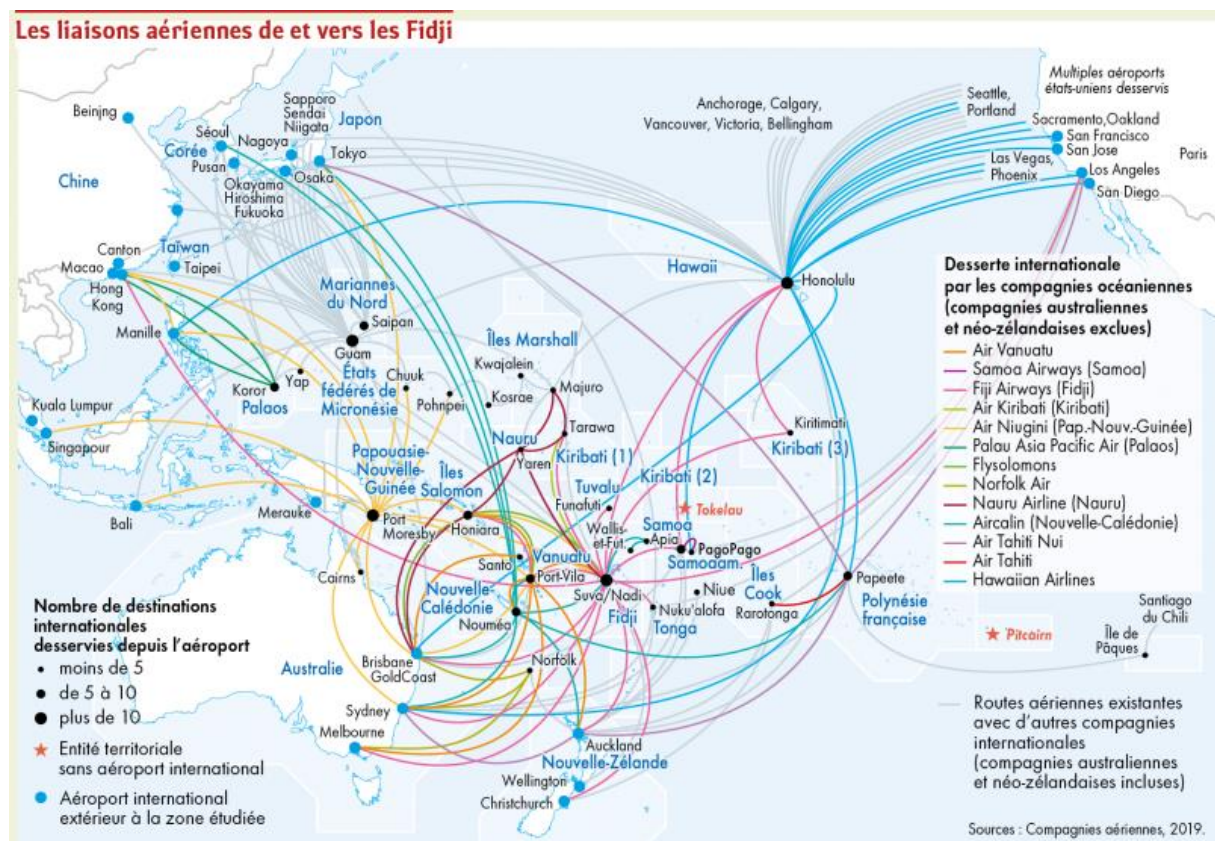 Les liaisons aériennes de et vers les Fidji
Multiples aéroports
états-uniens desservis
Anchorage, Calgary,
Vancouver, Victoria, Bellingham
Seattle,
Portland
Sacramento,Oakland
San Francisco
San Jose
Las Vegas,
Phoenix
Los Angeles
San Diego
Paris
Beinjng
Sapporo
Sendai
Niigata
Japon
Séoul
Nagoya
Corée
Tokyo
Pusan
Osaka
Chine
Okayama
Hiroshima
Fukuoka
Canton
Taïwan
Macao
Taipei
Hong
Kong
Hawaii
Honolulu
Mariannes
du Nord
Manille
Saipan
Guam
Îles Marshall
Kwajalein
Yap
États
fédérés de
Micronésie
Chuuk
Majuro
Koror
Kosrae
Palaos
Pohnpei
Kuala Lumpur
Singapour
Tarawa
Kiritimati
Nauru
Kiribati (1)
Kiribati (3)
Yaren
Papouasie-
Nouvelle-
Guinée
Îles
Salomon
Kiribati (2)
Tuvalu
Funafuti
Tokelau
Bali
Merauke
Port
Moresby
Honiara
Wallis-
et-Fut.
Samoa
Apia
PagoPago
Samoaam.
Vanuatu
Santo
Port-Vila
Cairns
Nouvelle-
Calédonie
Nouméa
Suva/Nadi
Fidji
Niue
Nuku'alofa
Tonga
Îles
Cook
Rarotonga
Papeete
Polynésie
française
Pitcairn
Santiago
du Chili
Île de
Pâques
Australie
Brisbane
GoldCoast
Norfolk
Sydney
Melbourne
Auckland
Nouvelle-Zélande
Wellington
Christchurch
Desserte internationale
par les compagnies océaniennes
(compagnies australiennes
et néo-zélandaises exclues)
Air Vanuatu
Samoa Airways (Samoa)
Fiji Airways (Fidji)
Air Kiribati (Kiribati)
Air Niugini (Pap.-Nouv.-Guinée)
Palau Asia Pacific Air (Palaos)
Flysolomons
Norfolk Air
Nauru Airline (Nauru)
Aircalin (Nouvelle-Calédonie)
Air Tahiti Nui
Air Tahiti
Hawaiian Airlines
Nombre de destinations
internationales
desservies depuis l'aéroport
moins de 5
de 5 à 10
plus de 10
Entité territoriale
sans aéroport international
Aéroport international
extérieur à la zone étudiée
Routes aériennes existantes
avec d'autres compagnies
internationales
(compagnies australiennes
et néo-zélandaises incluses)
Sources : Compagnies aériennes, 2019.